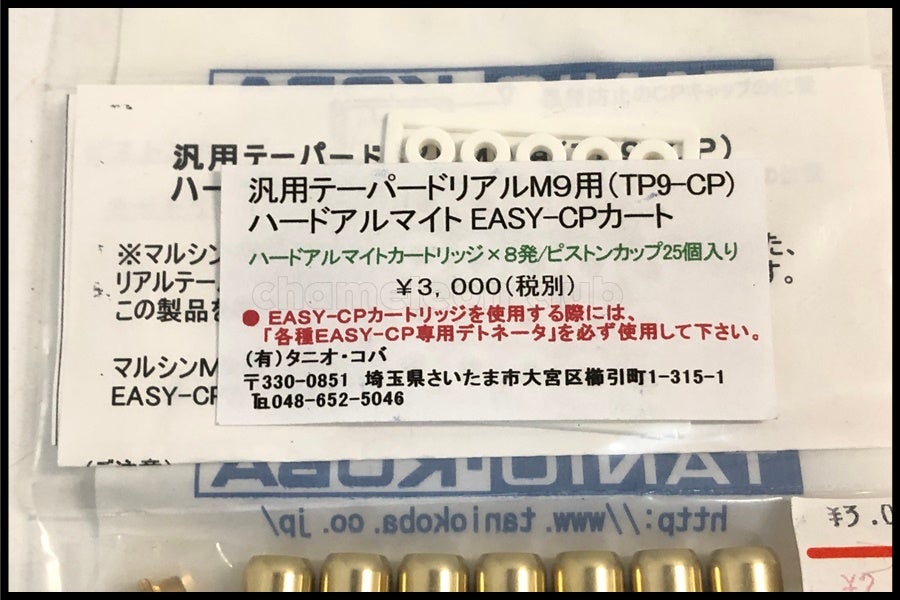 汎用テーパード
ハー
※マルシン
リアルテー
この製品を
マルシンM
EASY-CP
(ご注意)
汎用テーパードリアルM9用(TP9-CP)
ハードアルマイト EASY-CPカート
ハードアルマイトカートリッジ×8発/ピストンカップ25個入り
¥3,000(税別)
● EASY-CPカートリッジを使用する際には、
「各種EASY-CP専用デトネータ」を必ず使用して下さい。
(有)タニオ・コバ
〒330-0851 埼玉県さいたま市大宮区櫛引町1-315-1
℡048-652-5046
TANIO・KOBA
http://www.taniokoba.co.jp/
¥3.0